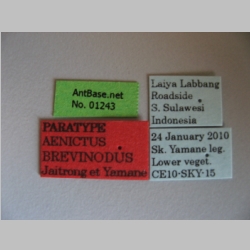 AntBase.net
No. 01243
Laiya Labbang
Roadside
S. Sulawesi
Indonesia
PARATYPE
AENICTUS
BREVINODUS
Jaitrong et Yamane
24 January 2010
Sk. Yamane leg.
Lower veget.
CE10-SKY-15